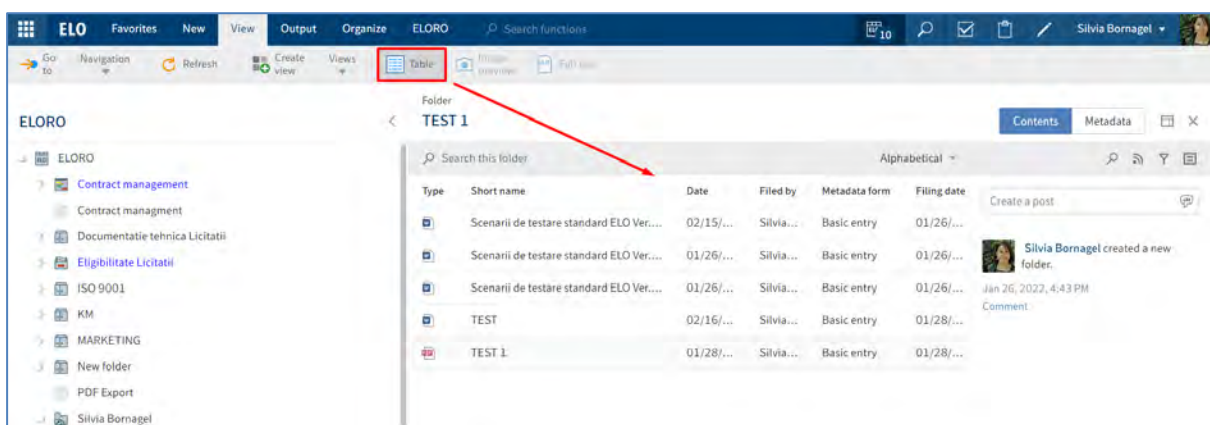 ELO Favorites New View Output Organize ELORO Search functions 10 Silvia Bornagel
Go to Navigation Refresh Create view Views Table Image preview Full text
ELORO
Folder
TEST 1
Contents Metadata
ELORO
Contract management
Contract managment
Documentatie tehnica Licitatii
Eligibilitate Licitatii
ISO 9001
KM
MARKETING
New folder
PDF Export
Silvia Bornagel
Search this folder Alphabetical
Type Short name Date Filed by Metadata form Filing date
Scenarii de testare standard ELO Ver.... 02/15/... Silvia... Basic entry 01/26/...
Scenarii de testare standard ELO Ver.... 01/26/... Silvia... Basic entry 01/26/...
Scenarii de testare standard ELO Ver.... 01/26/... Silvia... Basic entry 01/26/...
TEST 02/16/... Silvia... Basic entry 01/28/...
TEST 1 01/28/... Silvia... Basic entry 01/28/...
Create a post
Silvia Bornagel created a new
folder.
Jan 26, 2022, 4:43 PM
Comment